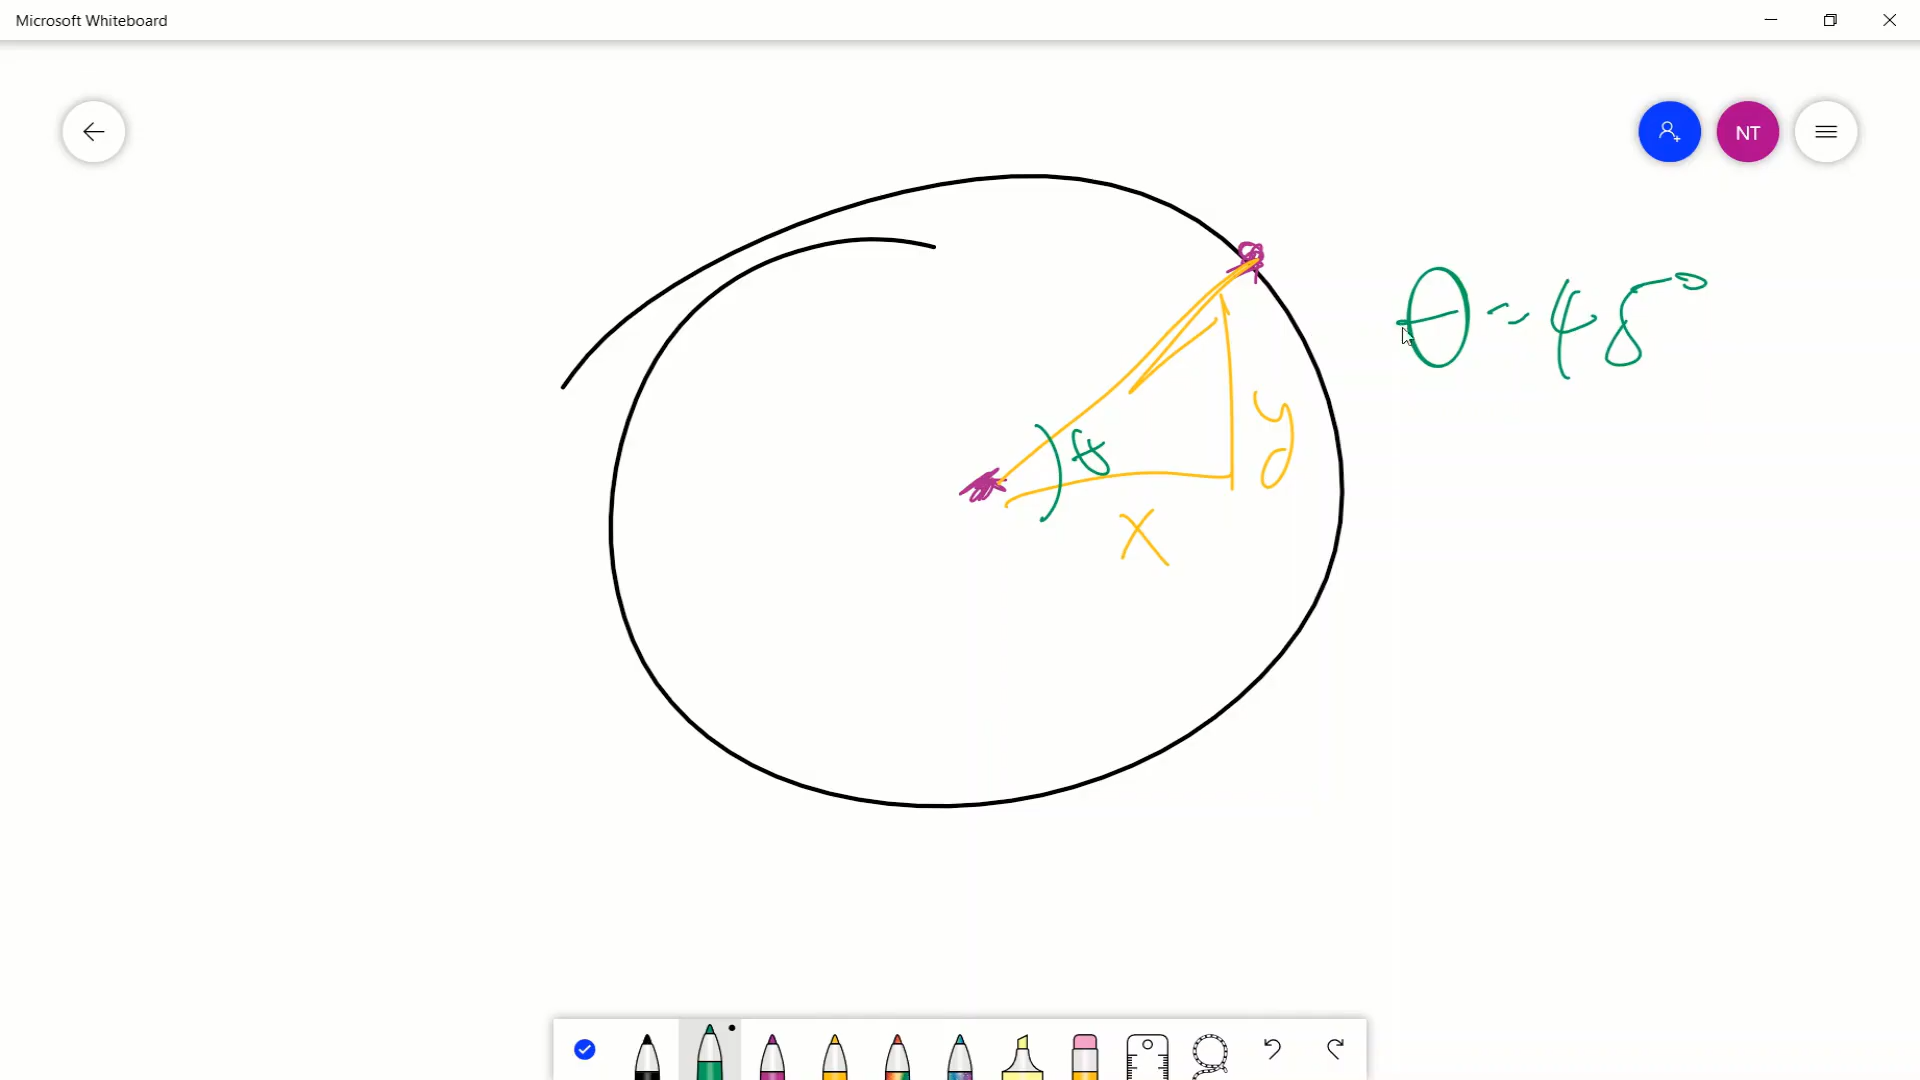 Microsoft Whiteboard
NT
θ = 45°
θ
y
x